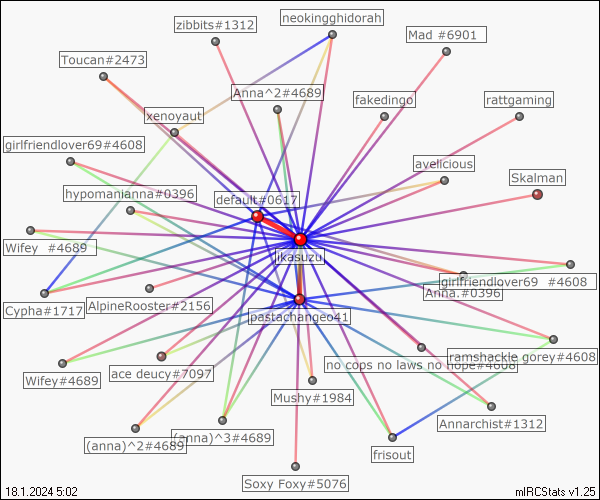 zibbits#1312
neokingghidorah
Mad #6901
Toucan#2473
Anna^2#4689
fakedingo
rattgaming
xenoyaut
girlfriendlover69#4608
avelicious
hypomanianna#0396
default#0617
Skalman
Wifey #4689
ikasuzu
girlfriendlover69 #4608
Anna.#0396
Cypha#1717
AlpineRooster#2156
pastachangeo41
ramshackle gorey#4608
no cops no laws no hope#4668
Wifey#4689
ace deucy#7097
Mushy#1984
Annarchist#1312
(anna)^2#4689
(anna)^3#4689
frisout
Soxy Foxy#5076
18.1.2024 5:02
mIRCStats v1.25